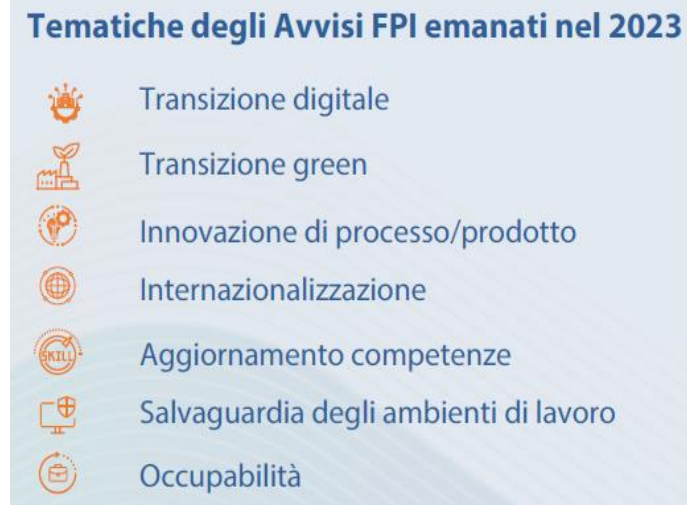 Tematiche degli Avvisi FPI emanati nel 2023
Transizione digitale
Transizione green
Innovazione di processo/prodotto
Internazionalizzazione
SKILL
Aggiornamento competenze
Salvaguardia degli ambienti di lavoro
Occupabilità